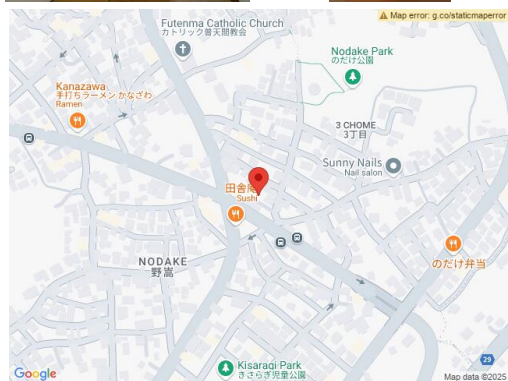 Map error: g.co/staticmaperror
Futenma Catholic Church
カトリック普天間教会
Nodake Park
のだけ公園
Kanazawa
手打ちラーメン かなざわ
Ramen
3 CHOME
3丁目
Sunny Nails
Nail salon
田舎庵
Sushi
NODAKE
野嵩
のだけ弁当
29
Kisaragi Park
きさらぎ児童公園
Google
Map data ©2025